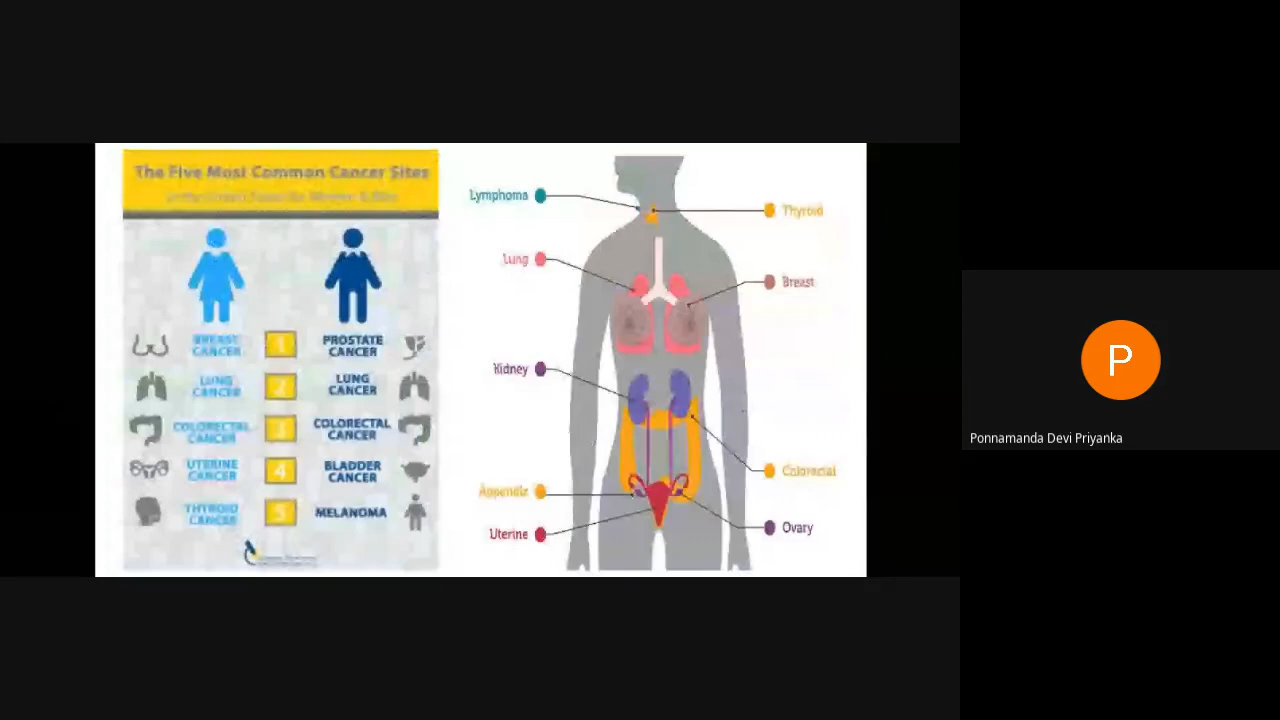 The Five Most Common Cancer Sites
BREAST
CANCER
1
PROSTATE
CANCER
LUNG
CANCER
2
LUNG
CANCER
COLORECTAL
CANCER
3
COLORECTAL
CANCER
UTERINE
CANCER
4
BLADDER
CANCER
THYROID
CANCER
5
MELANOMA
Lymphoma
Thyroid
Lung
Breast
Kidney
Colorectal
Appendix
Ovary
Uterine
P
Ponnamanda Devi Priyanka